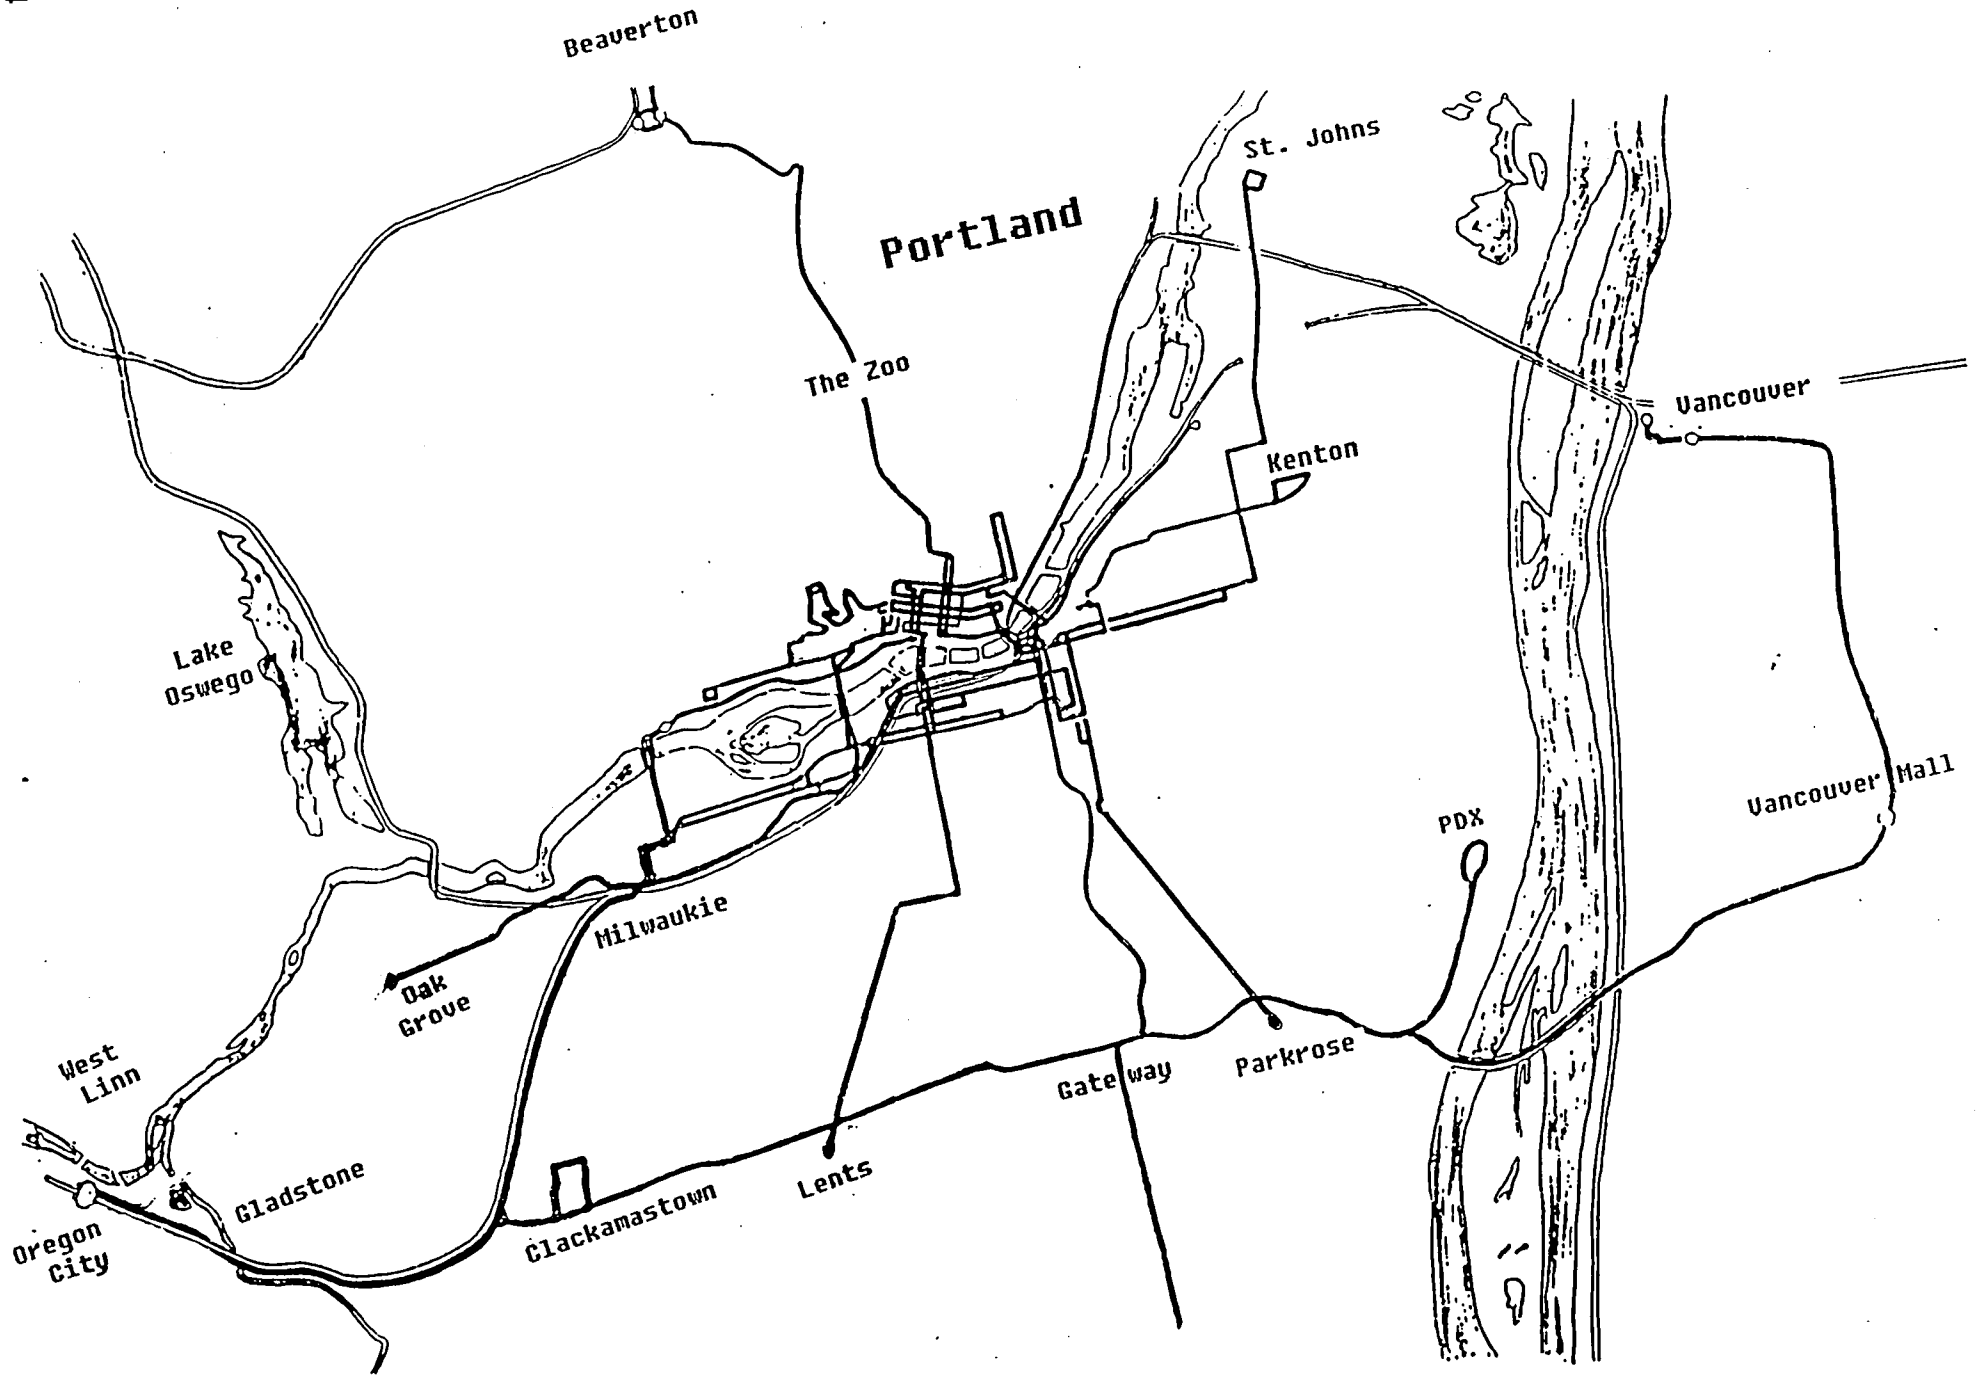 Beaverton
St. Johns
Portland
The Zoo
Vancouver
Kenton
Lake
Oswego
Vancouver Mall
PDX
Milwaukie
Oak
Grove
West
Linn
Gateway
Parkrose
Lents
Gladstone
Clackamastown
Oregon
City